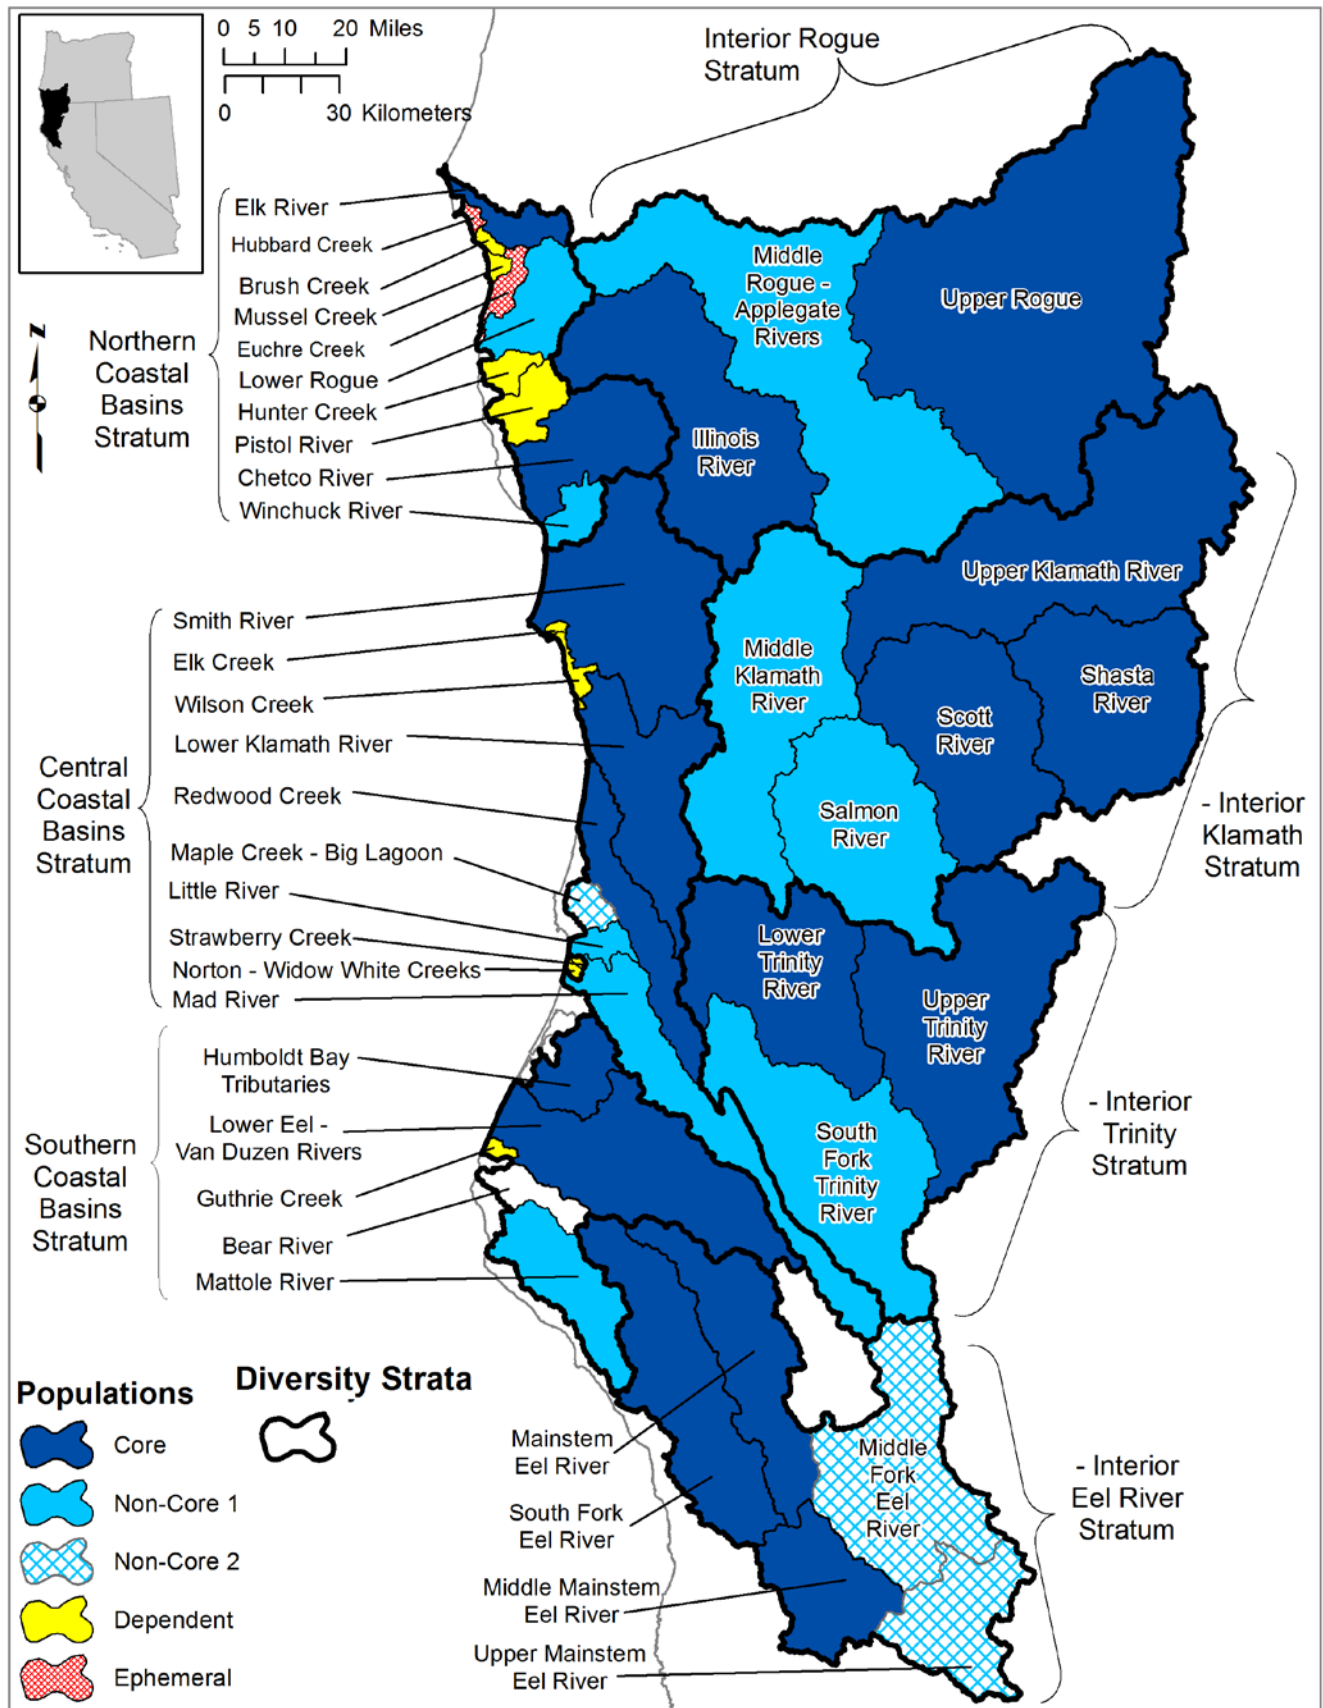 0 5 10 20 Miles
0 30 Kilometers
Interior Rogue
Stratum
N
Northern
Coastal
Basins
Stratum
Elk River
Hubbard Creek
Brush Creek
Mussel Creek
Euchre Creek
Lower Rogue
Hunter Creek
Pistol River
Chetco River
Winchuck River
Middle
Rogue -
Applegate
Rivers
Upper Rogue
Illinois
River
Upper Klamath River
Middle
Klamath
River
Shasta
River
Scott
River
Salmon
River
- Interior
Klamath
Stratum
Central
Coastal
Basins
Stratum
Smith River
Elk Creek
Wilson Creek
Lower Klamath River
Redwood Creek
Maple Creek - Big Lagoon
Little River
Strawberry Creek
Norton - Widow White Creeks
Mad River
Lower
Trinity
River
Upper
Trinity
River
South
Fork
Trinity
River
- Interior
Trinity
Stratum
Southern
Coastal
Basins
Stratum
Humboldt Bay
Tributaries
Lower Eel -
Van Duzen Rivers
Guthrie Creek
Bear River
Mattole River
Mainstem
Eel River
South Fork
Eel River
Middle Mainstem
Eel River
Upper Mainstem
Eel River
Middle
Fork
Eel
River
- Interior
Eel River
Stratum
Populations
Core
Non-Core 1
Non-Core 2
Dependent
Ephemeral
Diversity Strata